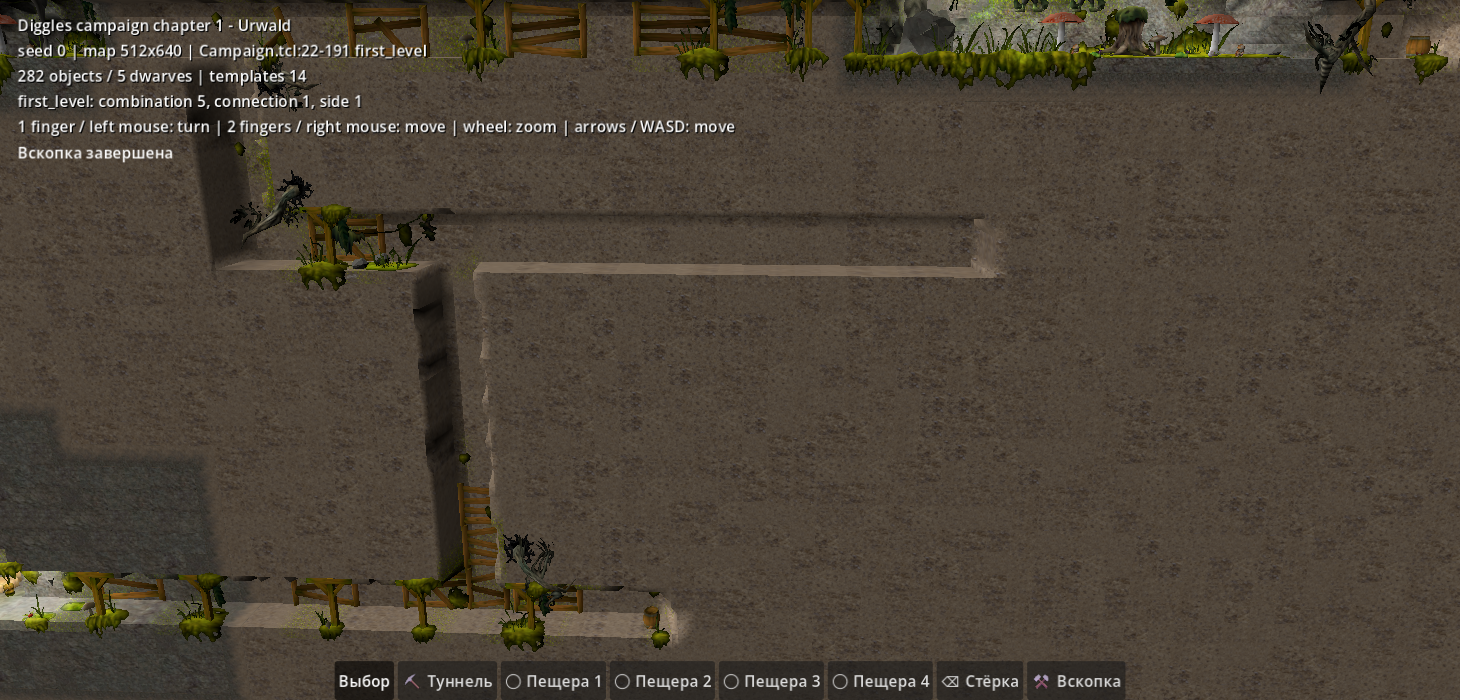 Diggles campaign chapter 1 - Urwald
seed 0 | map 512x640 | Campaign.tcl:22-191 first_level
282 objects / 5 dwarves | templates 14
first_level: combination 5, connection 1, side 1
1 finger / left mouse: turn | 2 fingers / right mouse: move | wheel: zoom | arrows / WASD: move
Вскопка завершена
Выбор Туннель Пещера 1 Пещера 2 Пещера 3 Пещера 4 Стёрка Вскопка